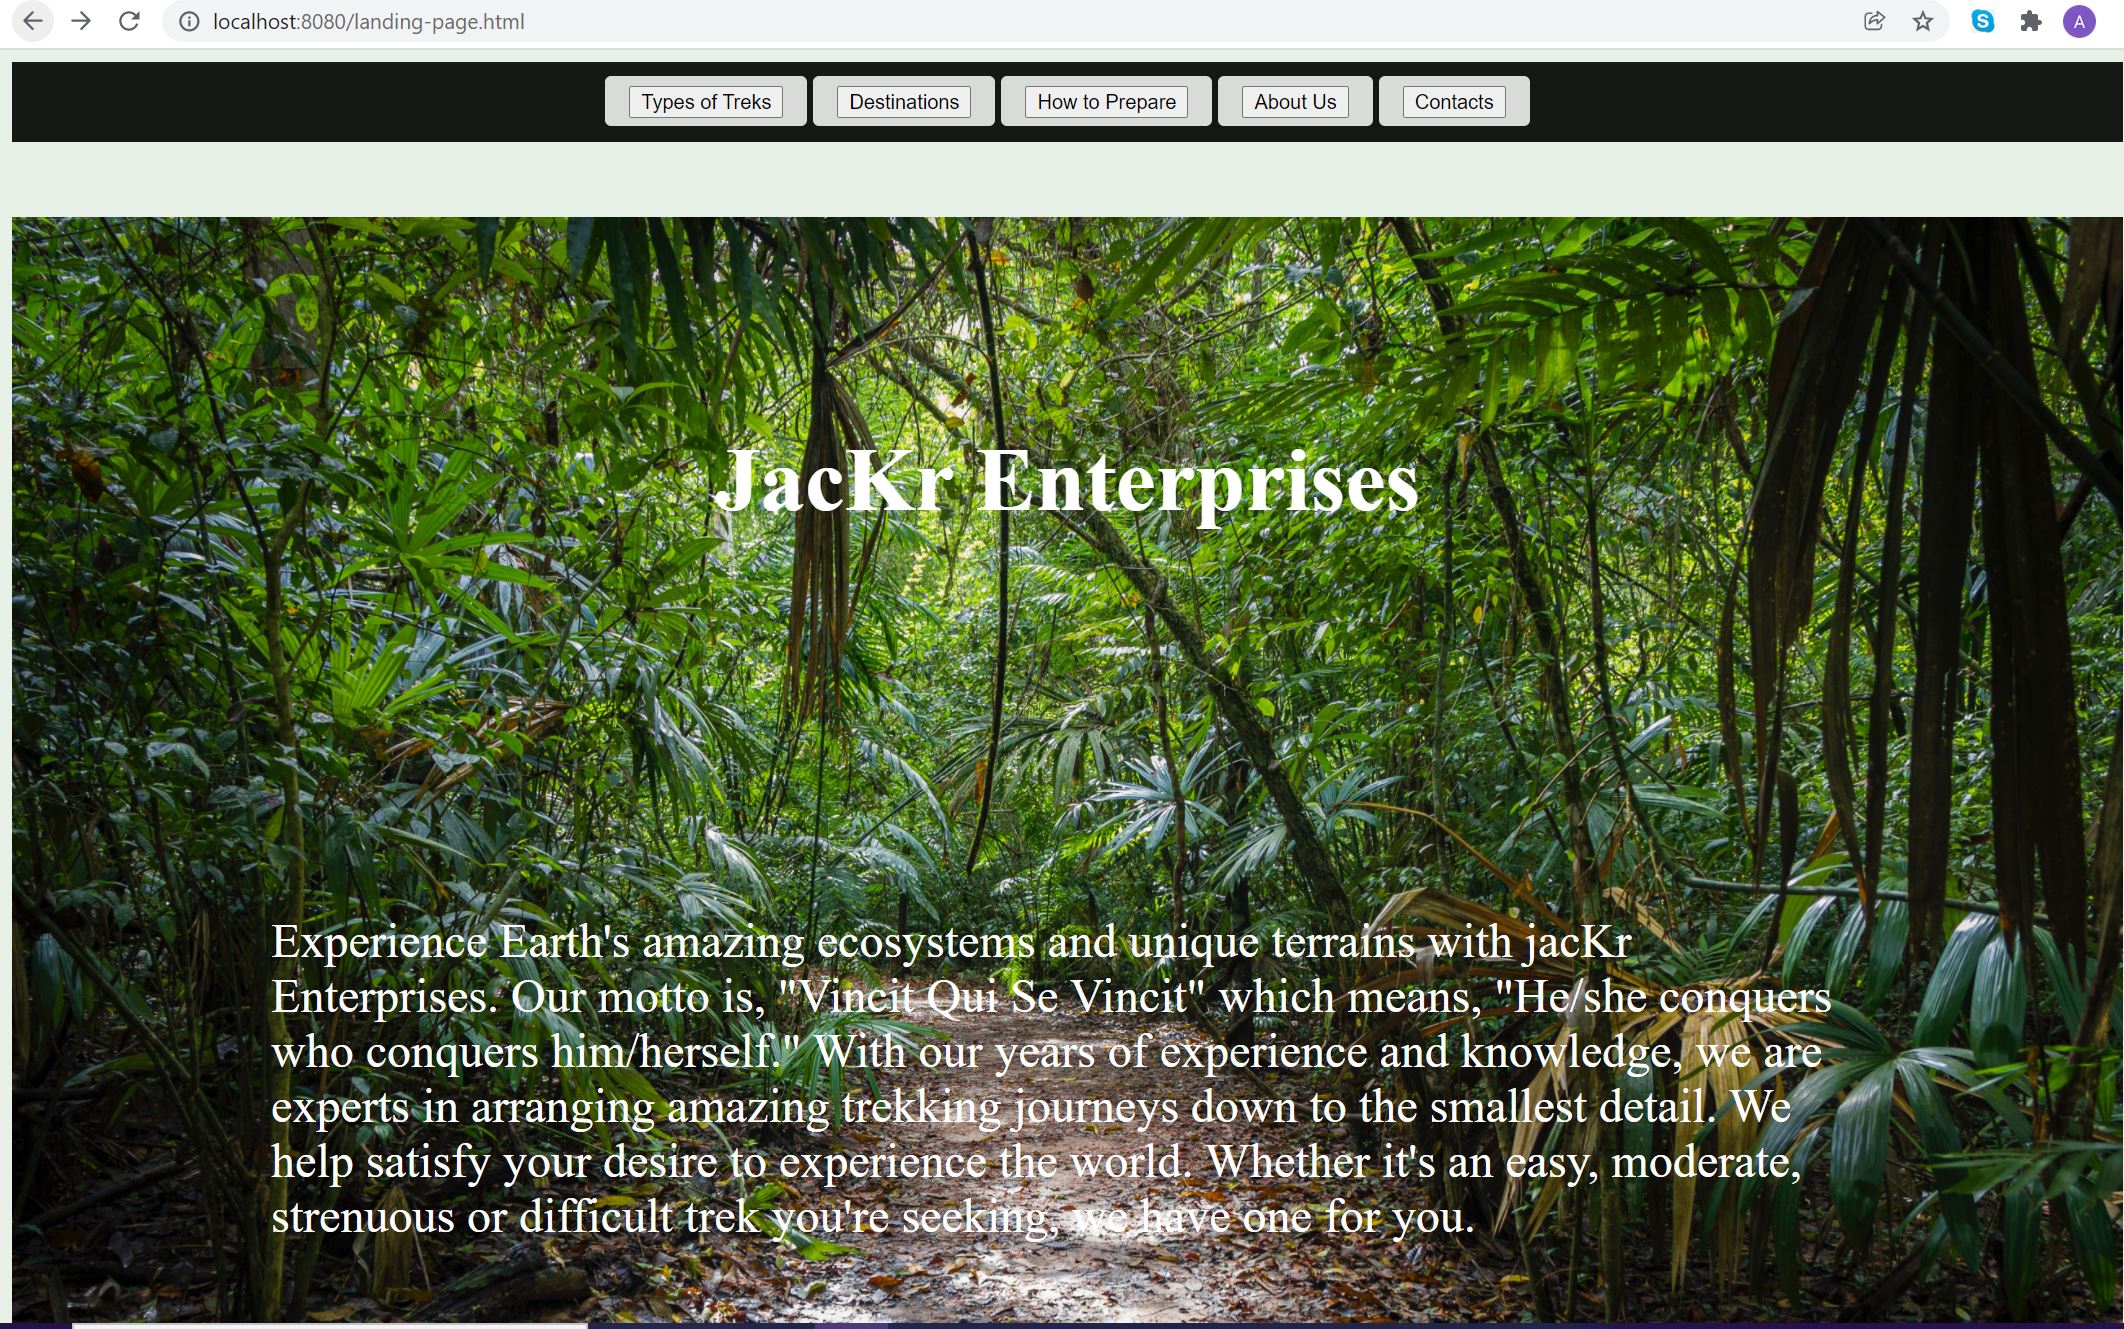 localhost:8080/landing-page.html
S
A
Types of Treks Destinations How to Prepare About Us Contacts
JacKr Enterprises
Experience Earth's amazing ecosystems and unique terrains with jacKr
Enterprises. Our motto is, "Vincit Qui Se Vincit" which means, "He/she conquers
who conquers him/herself." With our years of experience and knowledge, we are
experts in arranging amazing trekking journeys down to the smallest detail. We
help satisfy your desire to experience the world. Whether it's an easy, moderate,
strenuous or difficult trek you're seeking, we have one for you.